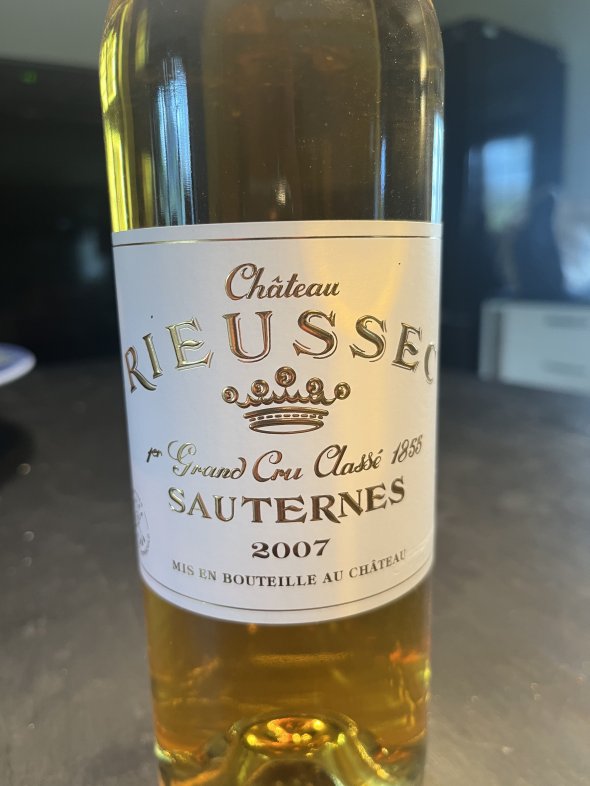 Château
RIEUSSEC
1er Grand Cru Classé 1855
SAUTERNES
2007
MIS EN BOUTEILLE AU CHÂTEAU